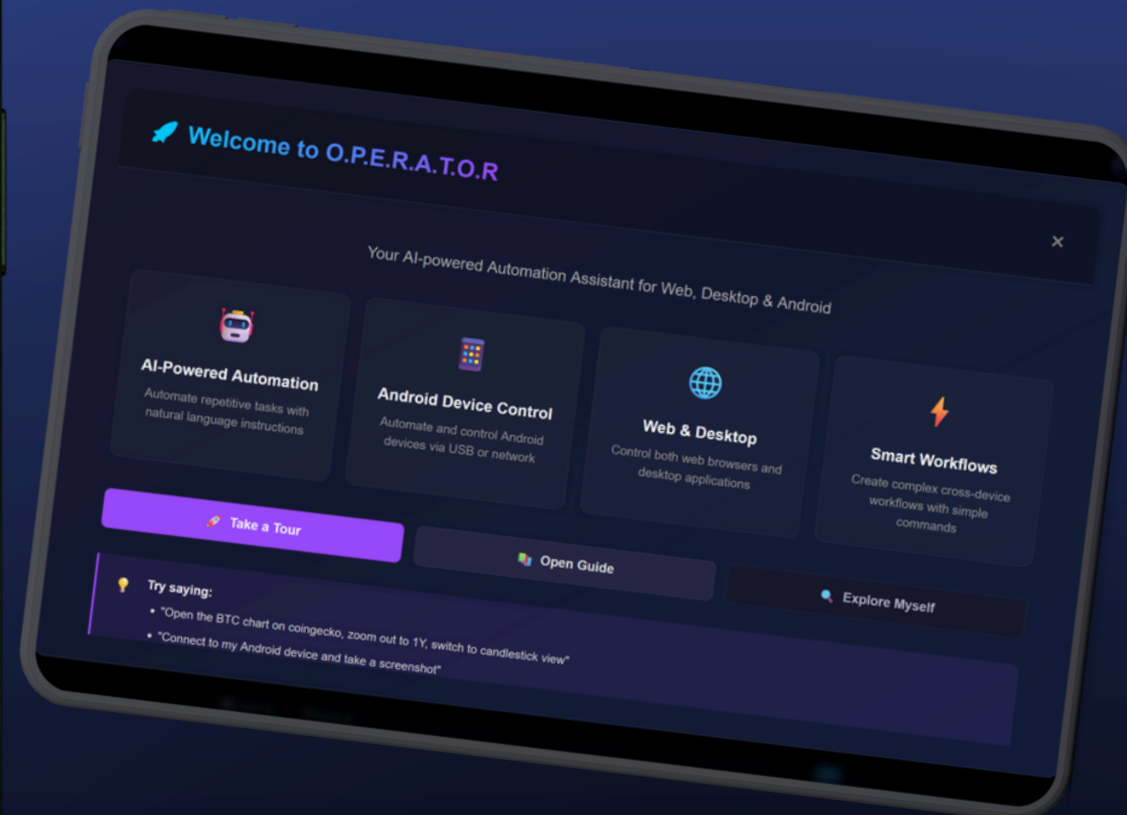 Welcome to O.P.E.R.A.T.O.R
Your AI-powered Automation Assistant for Web, Desktop & Android
AI-Powered Automation
Automate repetitive tasks with
natural language instructions
Android Device Control
Automate and control Android
devices via USB or network
Web & Desktop
Control both web browsers and
desktop applications
Smart Workflows
Create complex cross-device
workflows with simple
commands
Take a Tour
Open Guide
Explore Myself
Try saying:
• "Open the BTC chart on coingecko, zoom out to 1Y, switch to candlestick view"
• "Connect to my Android device and take a screenshot"